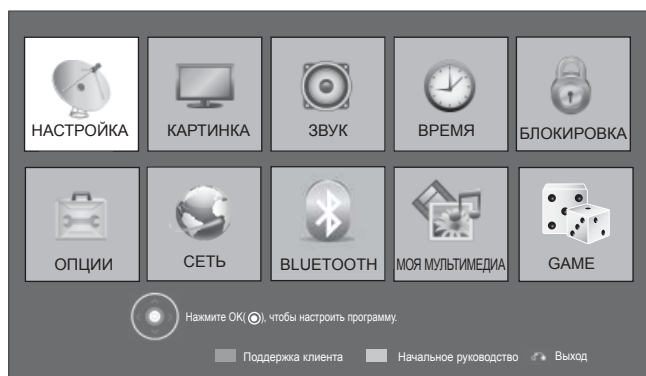 НАСТРОЙКА
КАРТИНКА
ЗВУК
ВРЕМЯ
БЛОКИРОВКА
ОПЦИИ
СЕТЬ
BLUETOOTH
МОЯ МУЛЬТИМЕДИА
GAME
Нажмите ОК( ), чтобы настроить программу.
Поддержка клиента
Начальное руководство
Выход